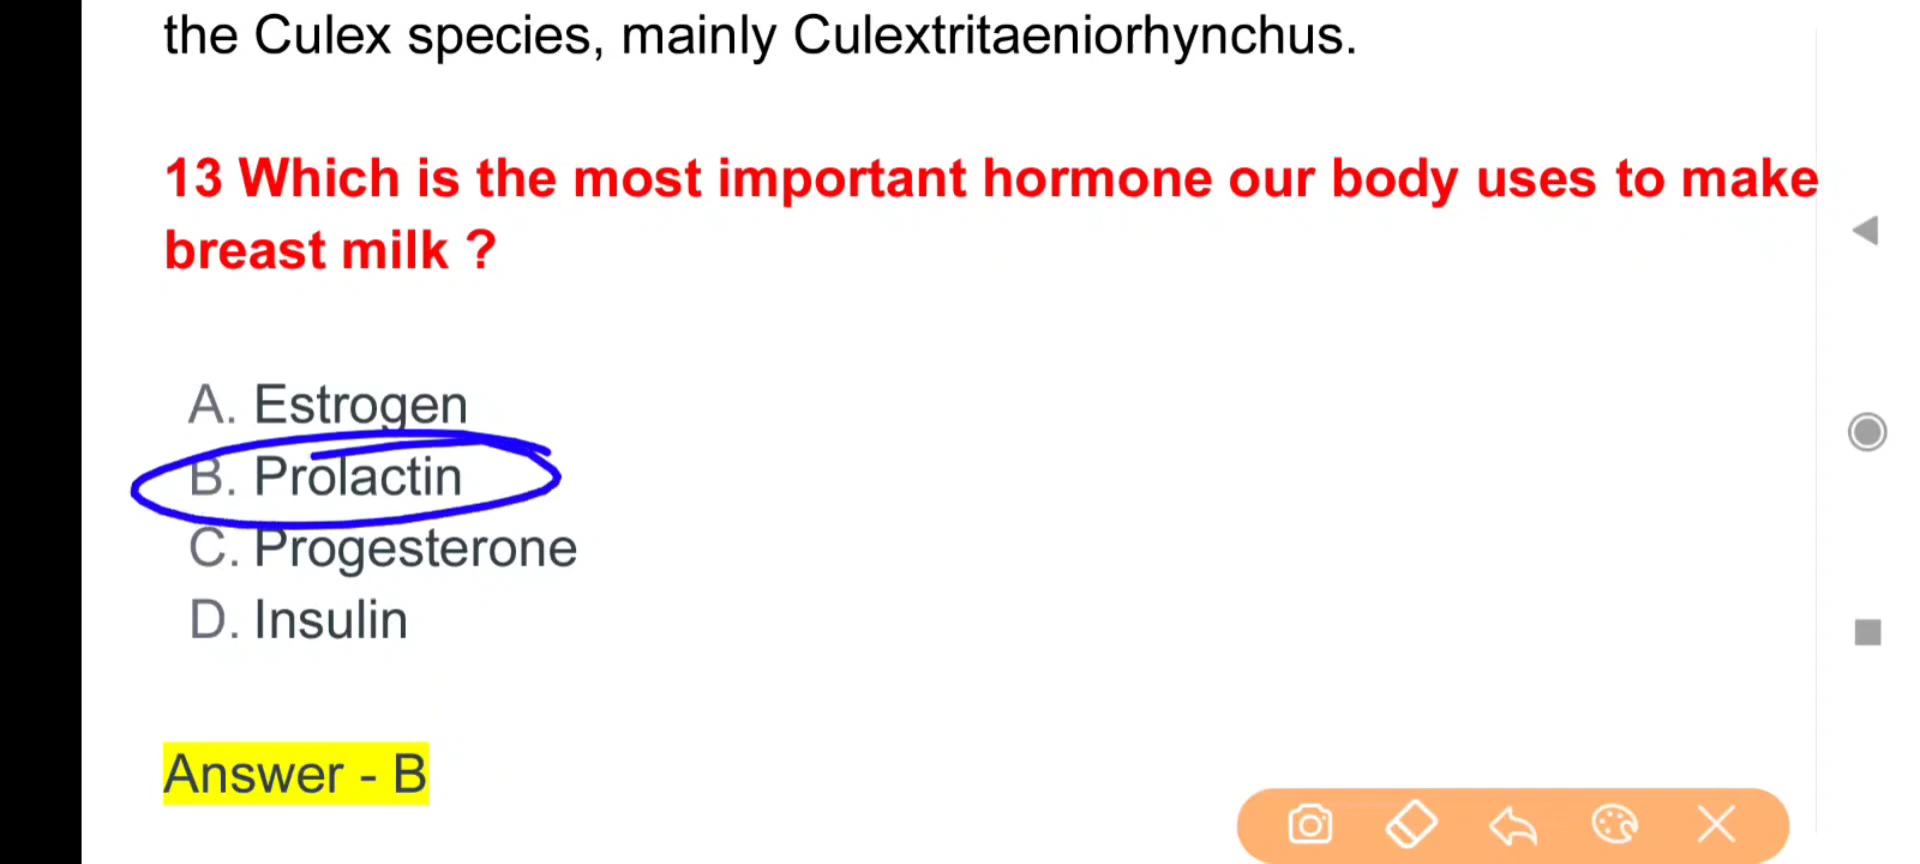 the Culex species, mainly Culextritaeniorhynchus.
13 Which is the most important hormone our body uses to make
breast milk ?
A. Estrogen
B. Prolactin
C. Progesterone
D. Insulin
Answer - B